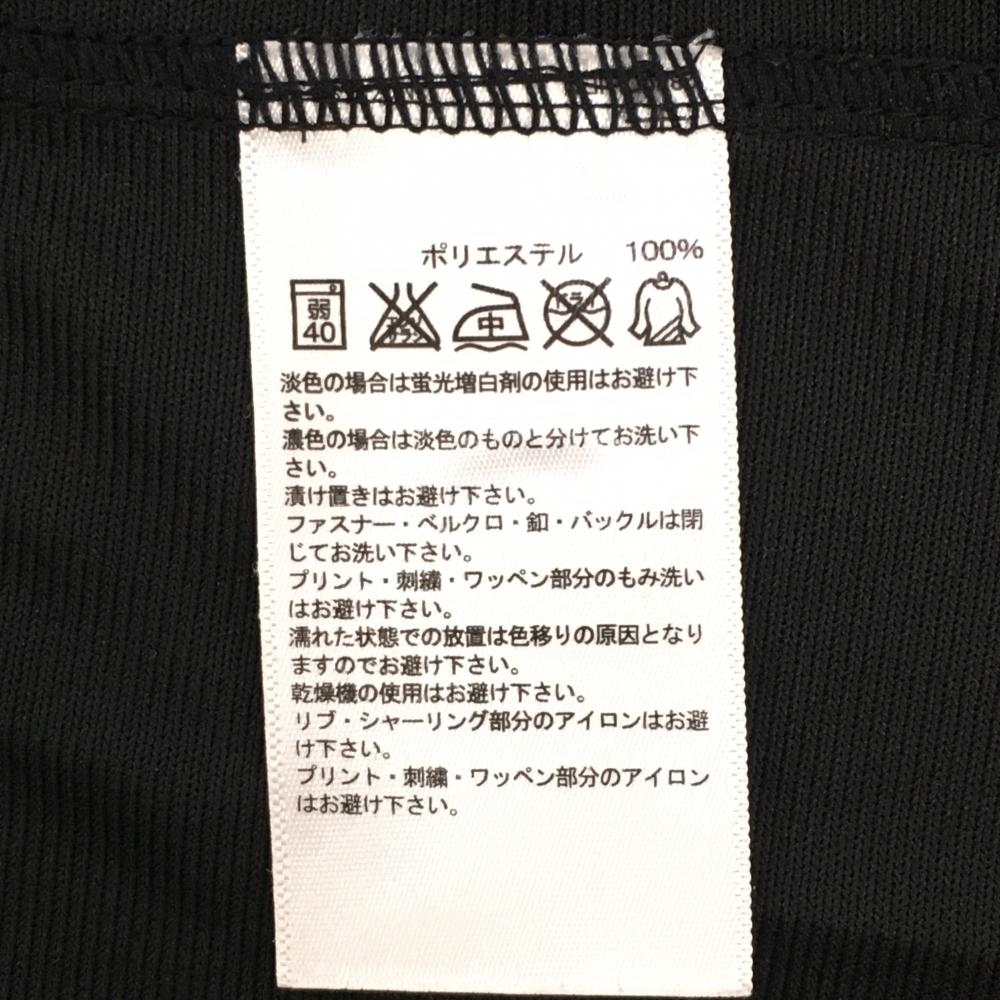 ポリエステル 100%
弱
40
中
ドライ
淡色の場合は蛍光増白剤の使用はお避け下
さい。
濃色の場合は淡色のものと分けてお洗い下
さい。
漬け置きはお避け下さい。
ファスナー・ベルクロ・釦・バックルは閉
じてお洗い下さい。
プリント・刺繍・ワッペン部分のもみ洗い
はお避け下さい。
濡れた状態での放置は色移りの原因となり
ますのでお避け下さい。
乾燥機の使用はお避け下さい。
リブ・シャーリング部分のアイロンはお避
け下さい。
プリント・刺繍・ワッペン部分のアイロン
はお避け下さい。